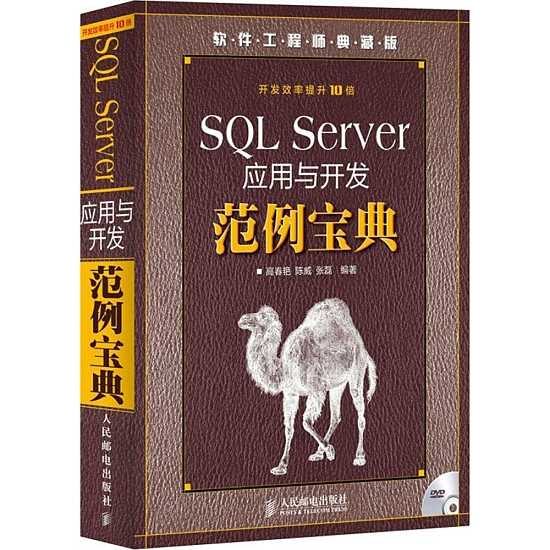 开发效率提升10倍
SQL Server
应用与
开发
范例宝典
人民邮电出版社
软·件·工·程·师·典·藏·版
开发效率提升10倍
SQL Server
应用与开发
范例宝典
■ 高春艳 陈威 张磊 编著
人民邮电出版社
POSTS & TELECOM PRESS
DVD